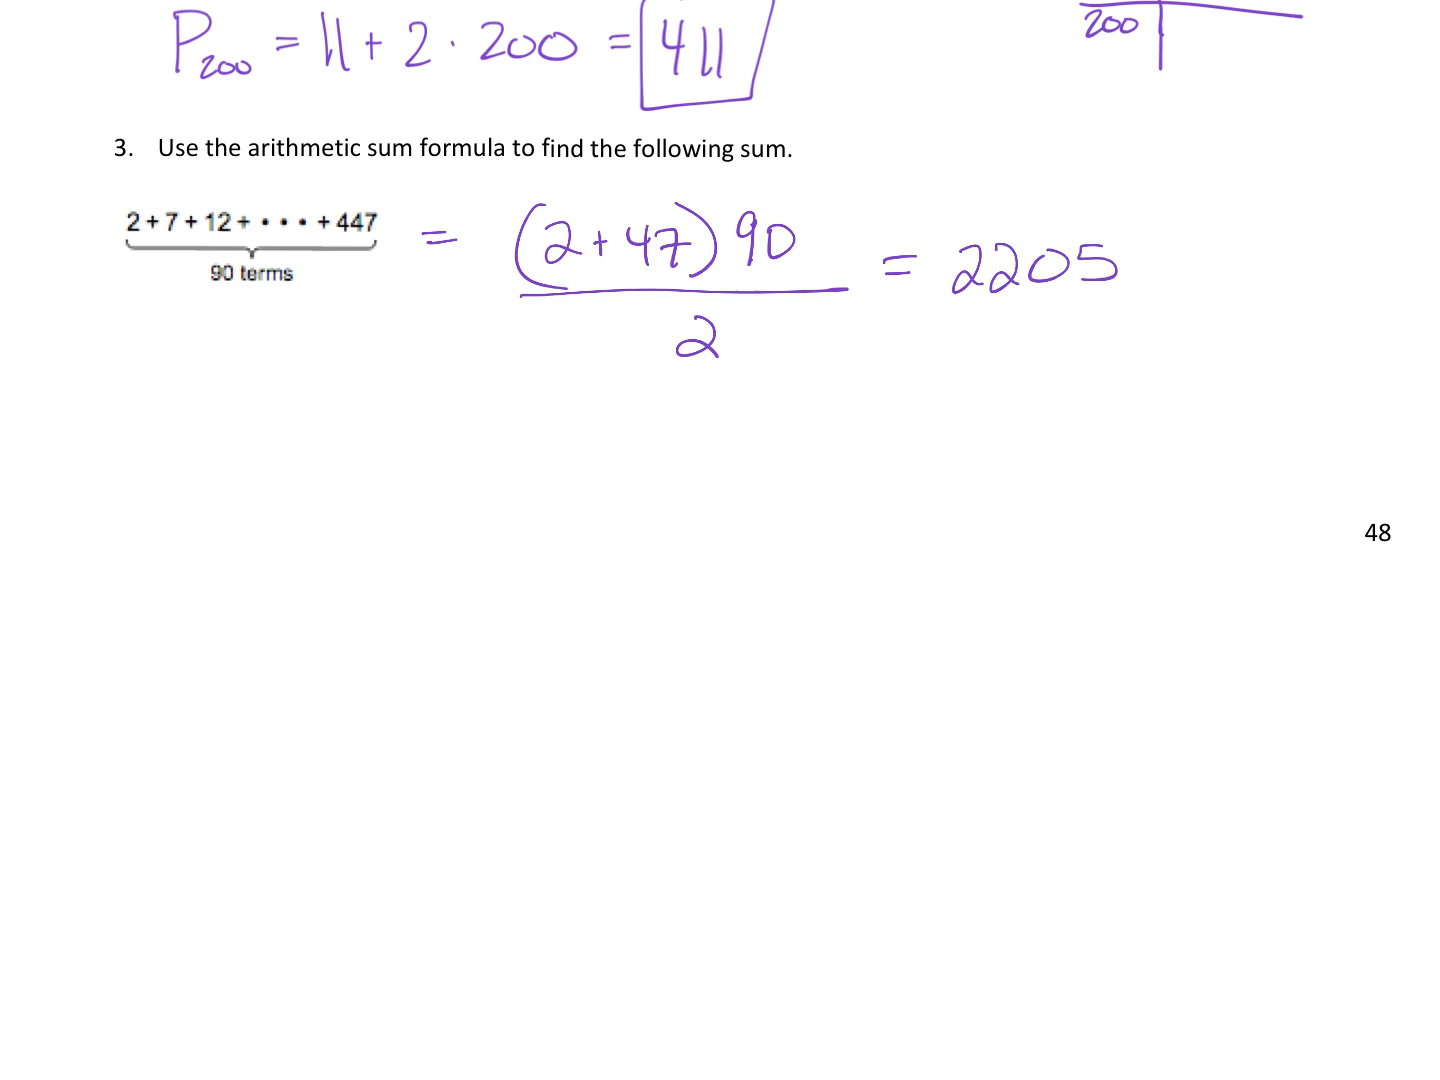 P₂₀₀ = 11 + 2 · 200 = 411
200
3. Use the arithmetic sum formula to find the following sum.
2 + 7 + 12 + • • • + 447 = (2 + 47) 90 / 2 = 2205
90 terms
48